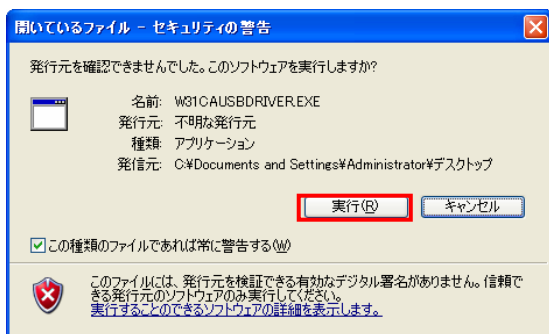 開いているファイル - セキュリティの警告
発行元を確認できませんでした。このソフトウェアを実行しますか?
名前: W31CAUSBDRIVER.EXE
発行元: 不明な発行元
種類: アプリケーション
発信元: C:¥Documents and Settings¥Administrator¥デスクトップ
実行(R) キャンセル
この種類のファイルであれば常に警告する(W)
このファイルには、発行元を検証できる有効なデジタル署名がありません。信頼で
きる発行元のソフトウェアのみ実行してください。
実行することのできるソフトウェアの詳細を表示します。